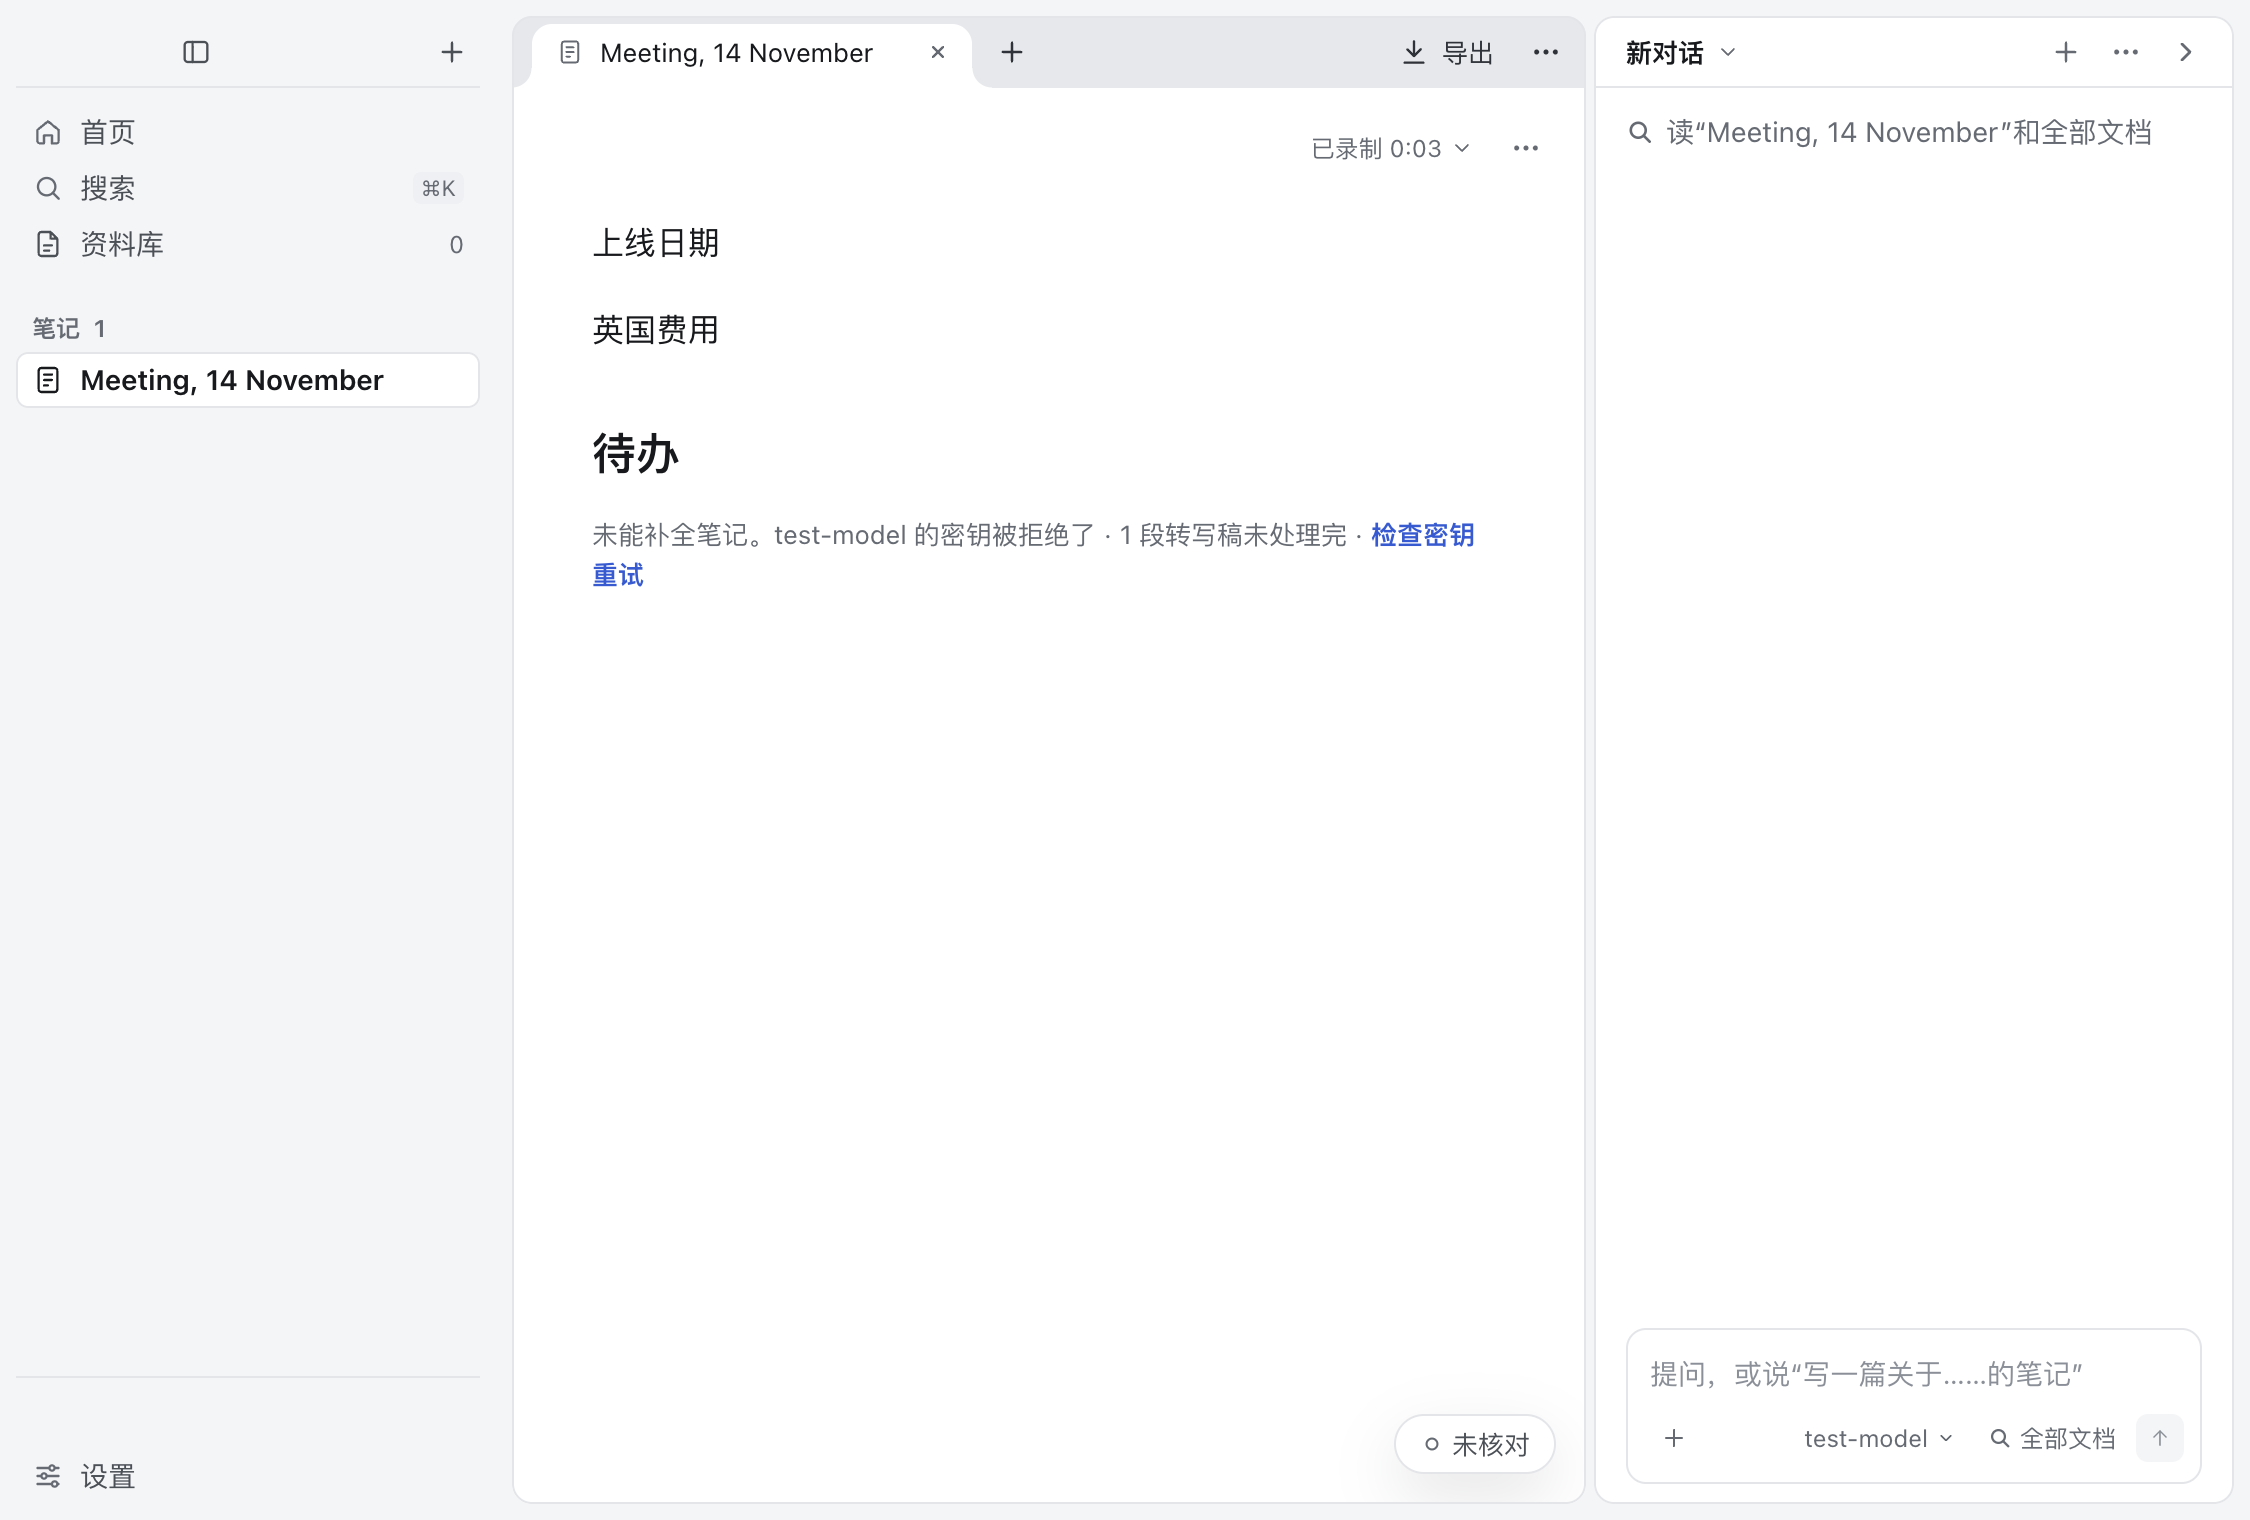 首页
搜索 ⌘K
资料库 0
笔记 1
Meeting, 14 November
设置
Meeting, 14 November
导出
已录制 0:03
上线日期
英国费用
待办
未能补全笔记。test-model 的密钥被拒绝了 · 1 段转写稿未处理完 · 检查密钥
重试
未核对
新对话
读“Meeting, 14 November”和全部文档
提问，或说“写一篇关于……的笔记”
test-model 全部文档